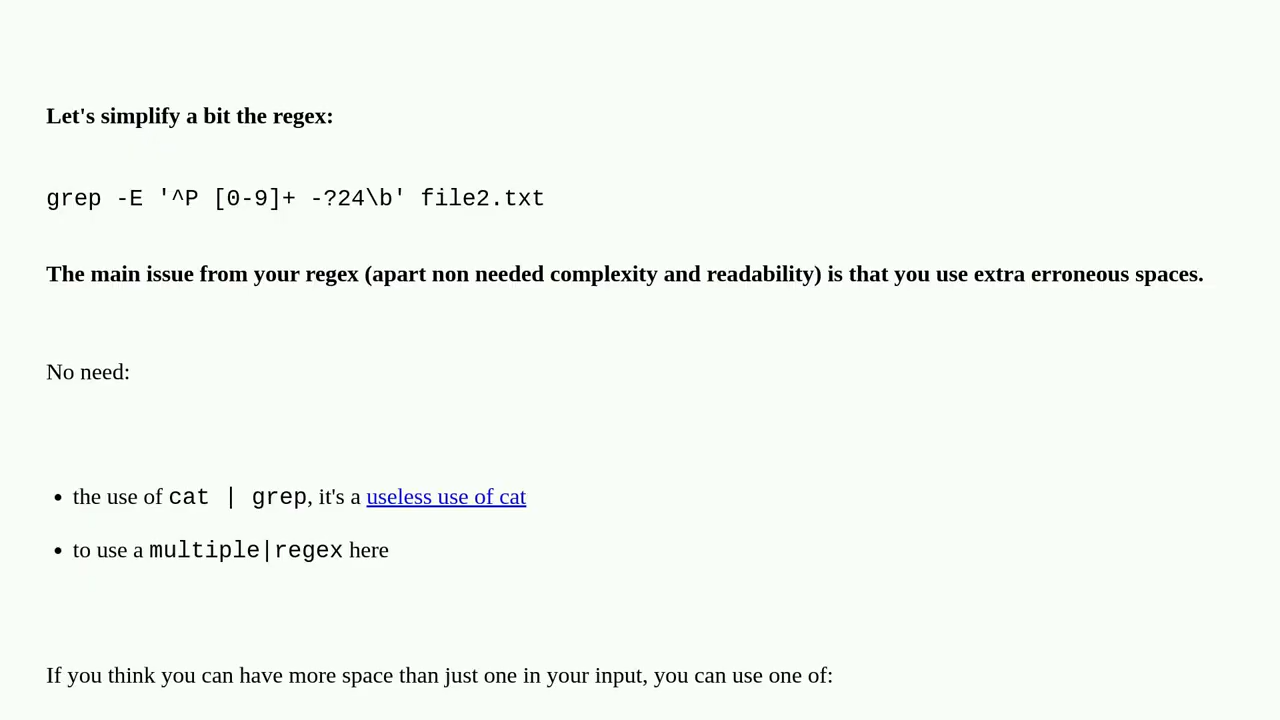 Let's simplify a bit the regex:
grep -E '^P [0-9]+ -?24\b' file2.txt
The main issue from your regex (apart non needed complexity and readability) is that you use extra erroneous spaces.
No need:
• the use of cat | grep, it's a useless use of cat
• to use a multiple|regex here
If you think you can have more space than just one in your input, you can use one of: